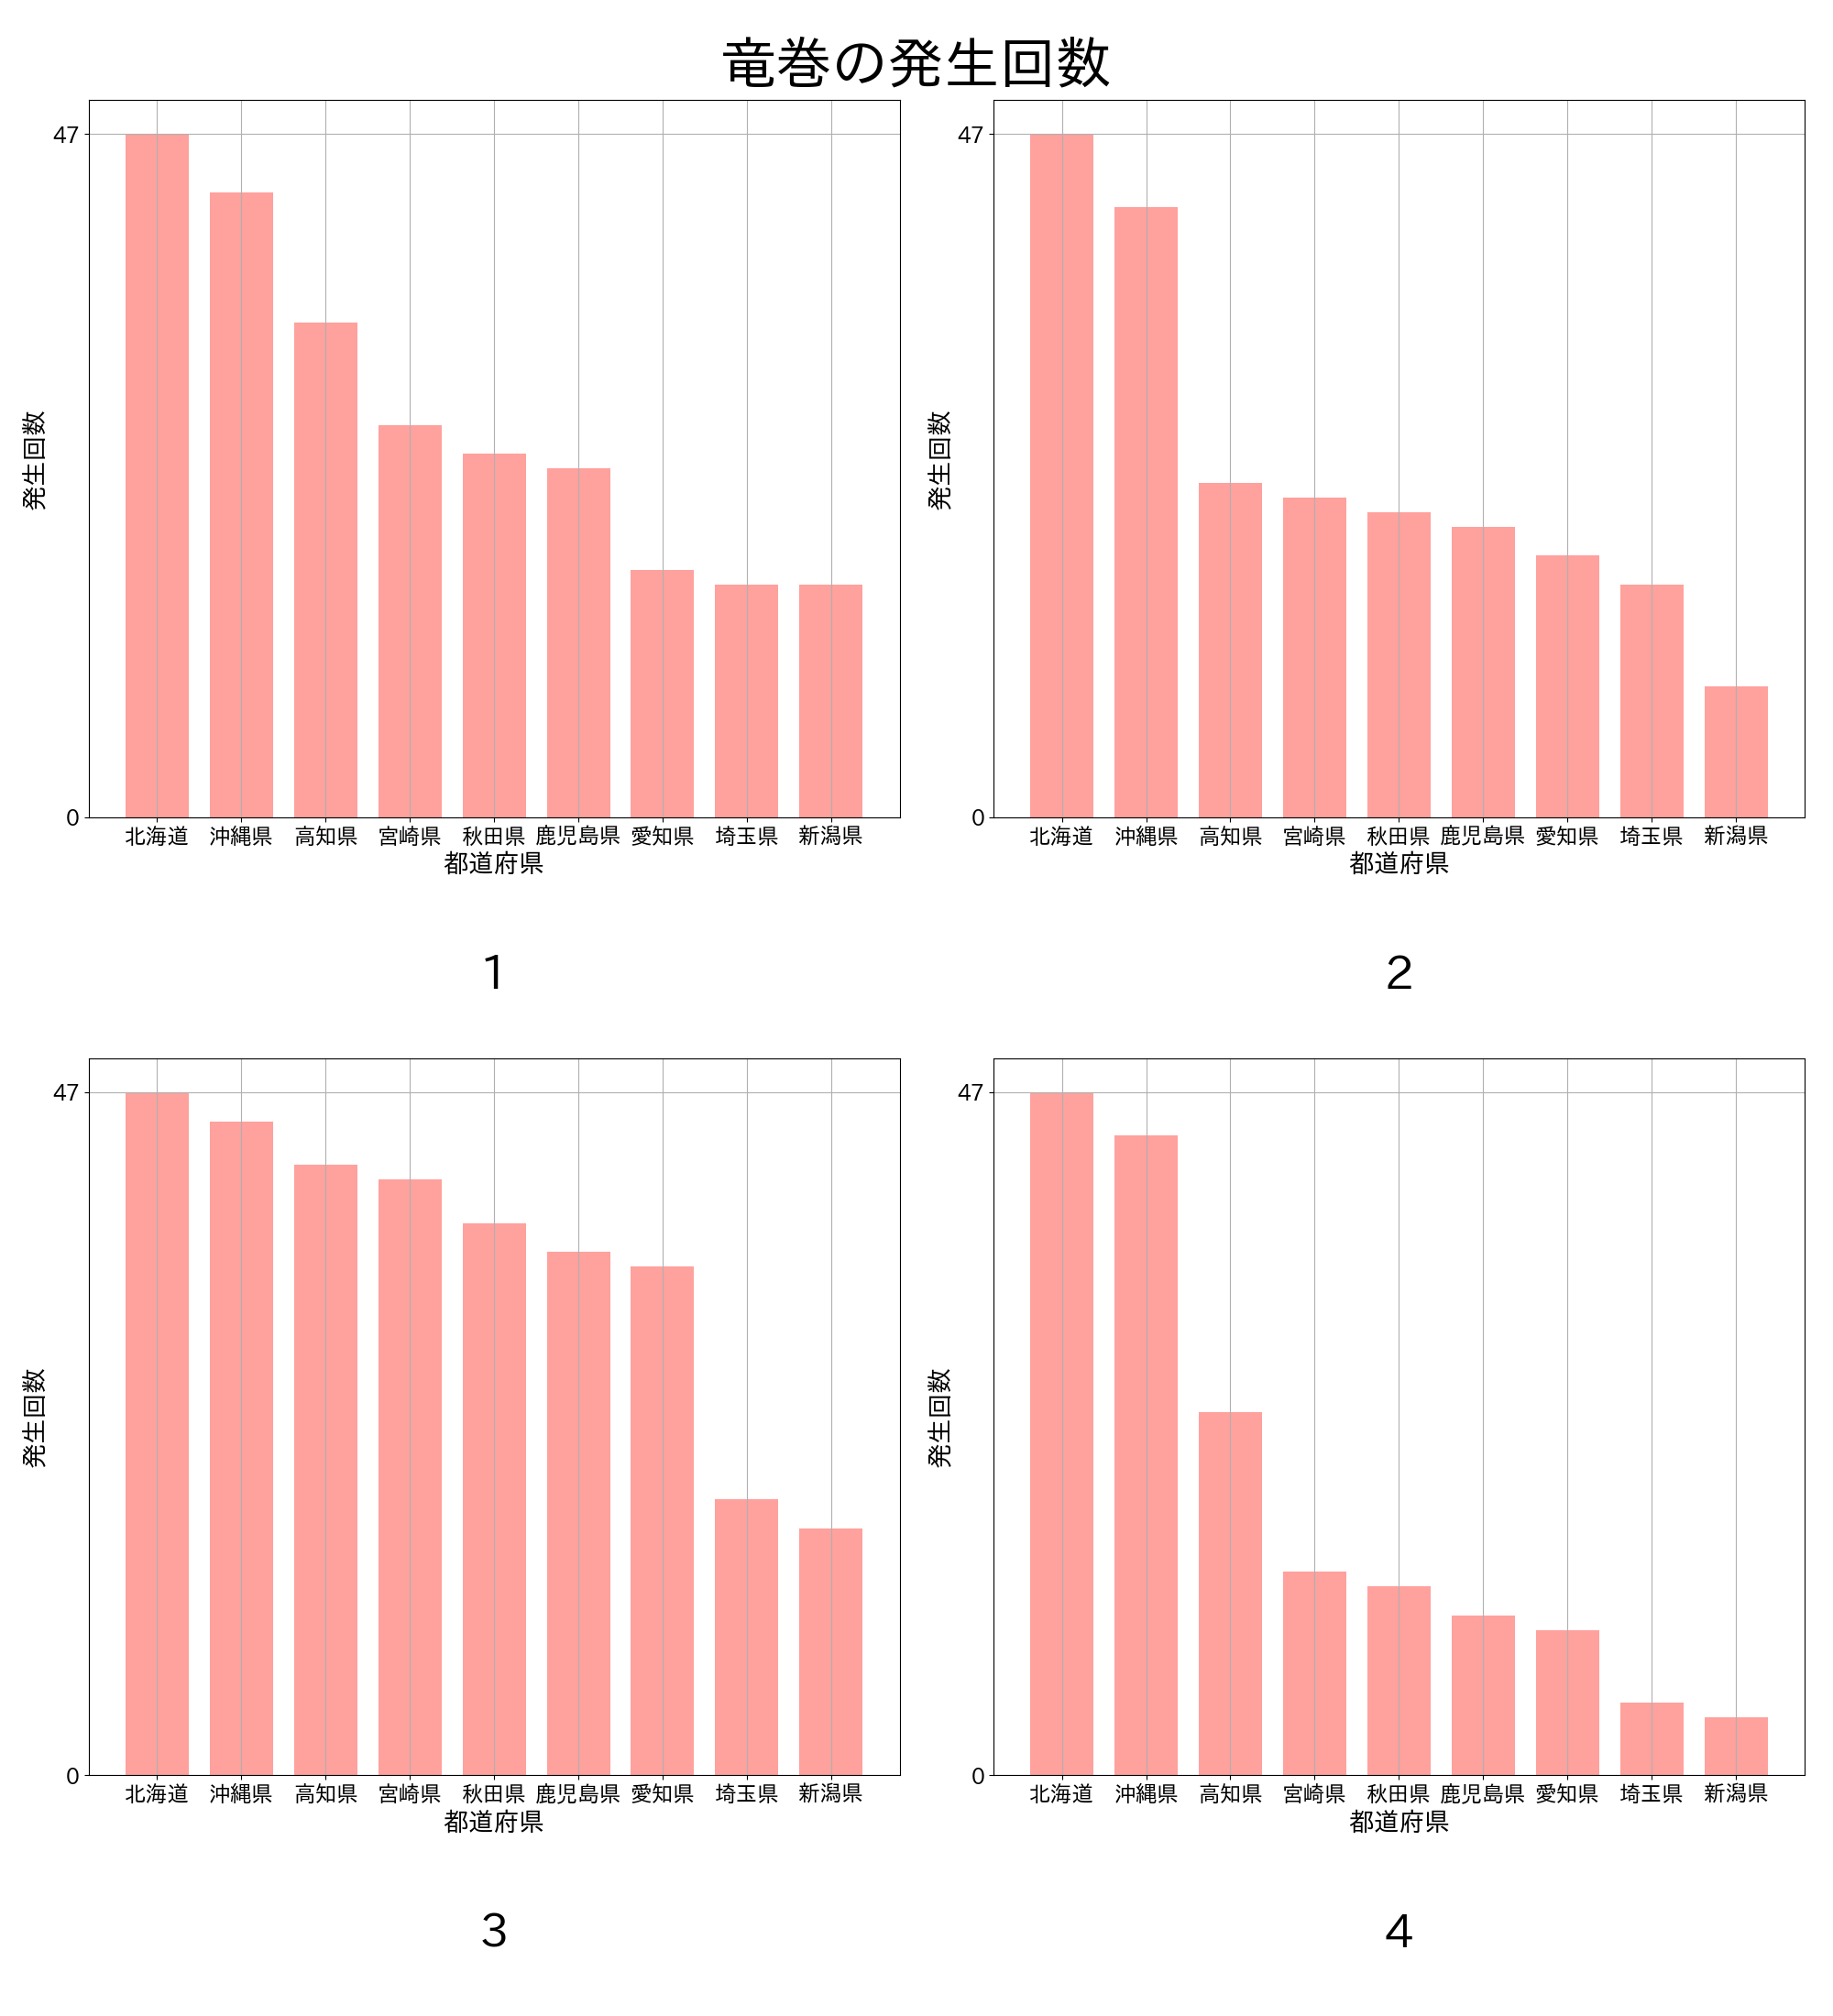 竜巻の発生回数
47
0
発生回数
北海道 沖縄県 高知県 宮崎県 秋田県 鹿児島県 愛知県 埼玉県 新潟県
都道府県
1
47
0
発生回数
北海道 沖縄県 高知県 宮崎県 秋田県 鹿児島県 愛知県 埼玉県 新潟県
都道府県
2
47
0
発生回数
北海道 沖縄県 高知県 宮崎県 秋田県 鹿児島県 愛知県 埼玉県 新潟県
都道府県
3
47
0
発生回数
北海道 沖縄県 高知県 宮崎県 秋田県 鹿児島県 愛知県 埼玉県 新潟県
都道府県
4